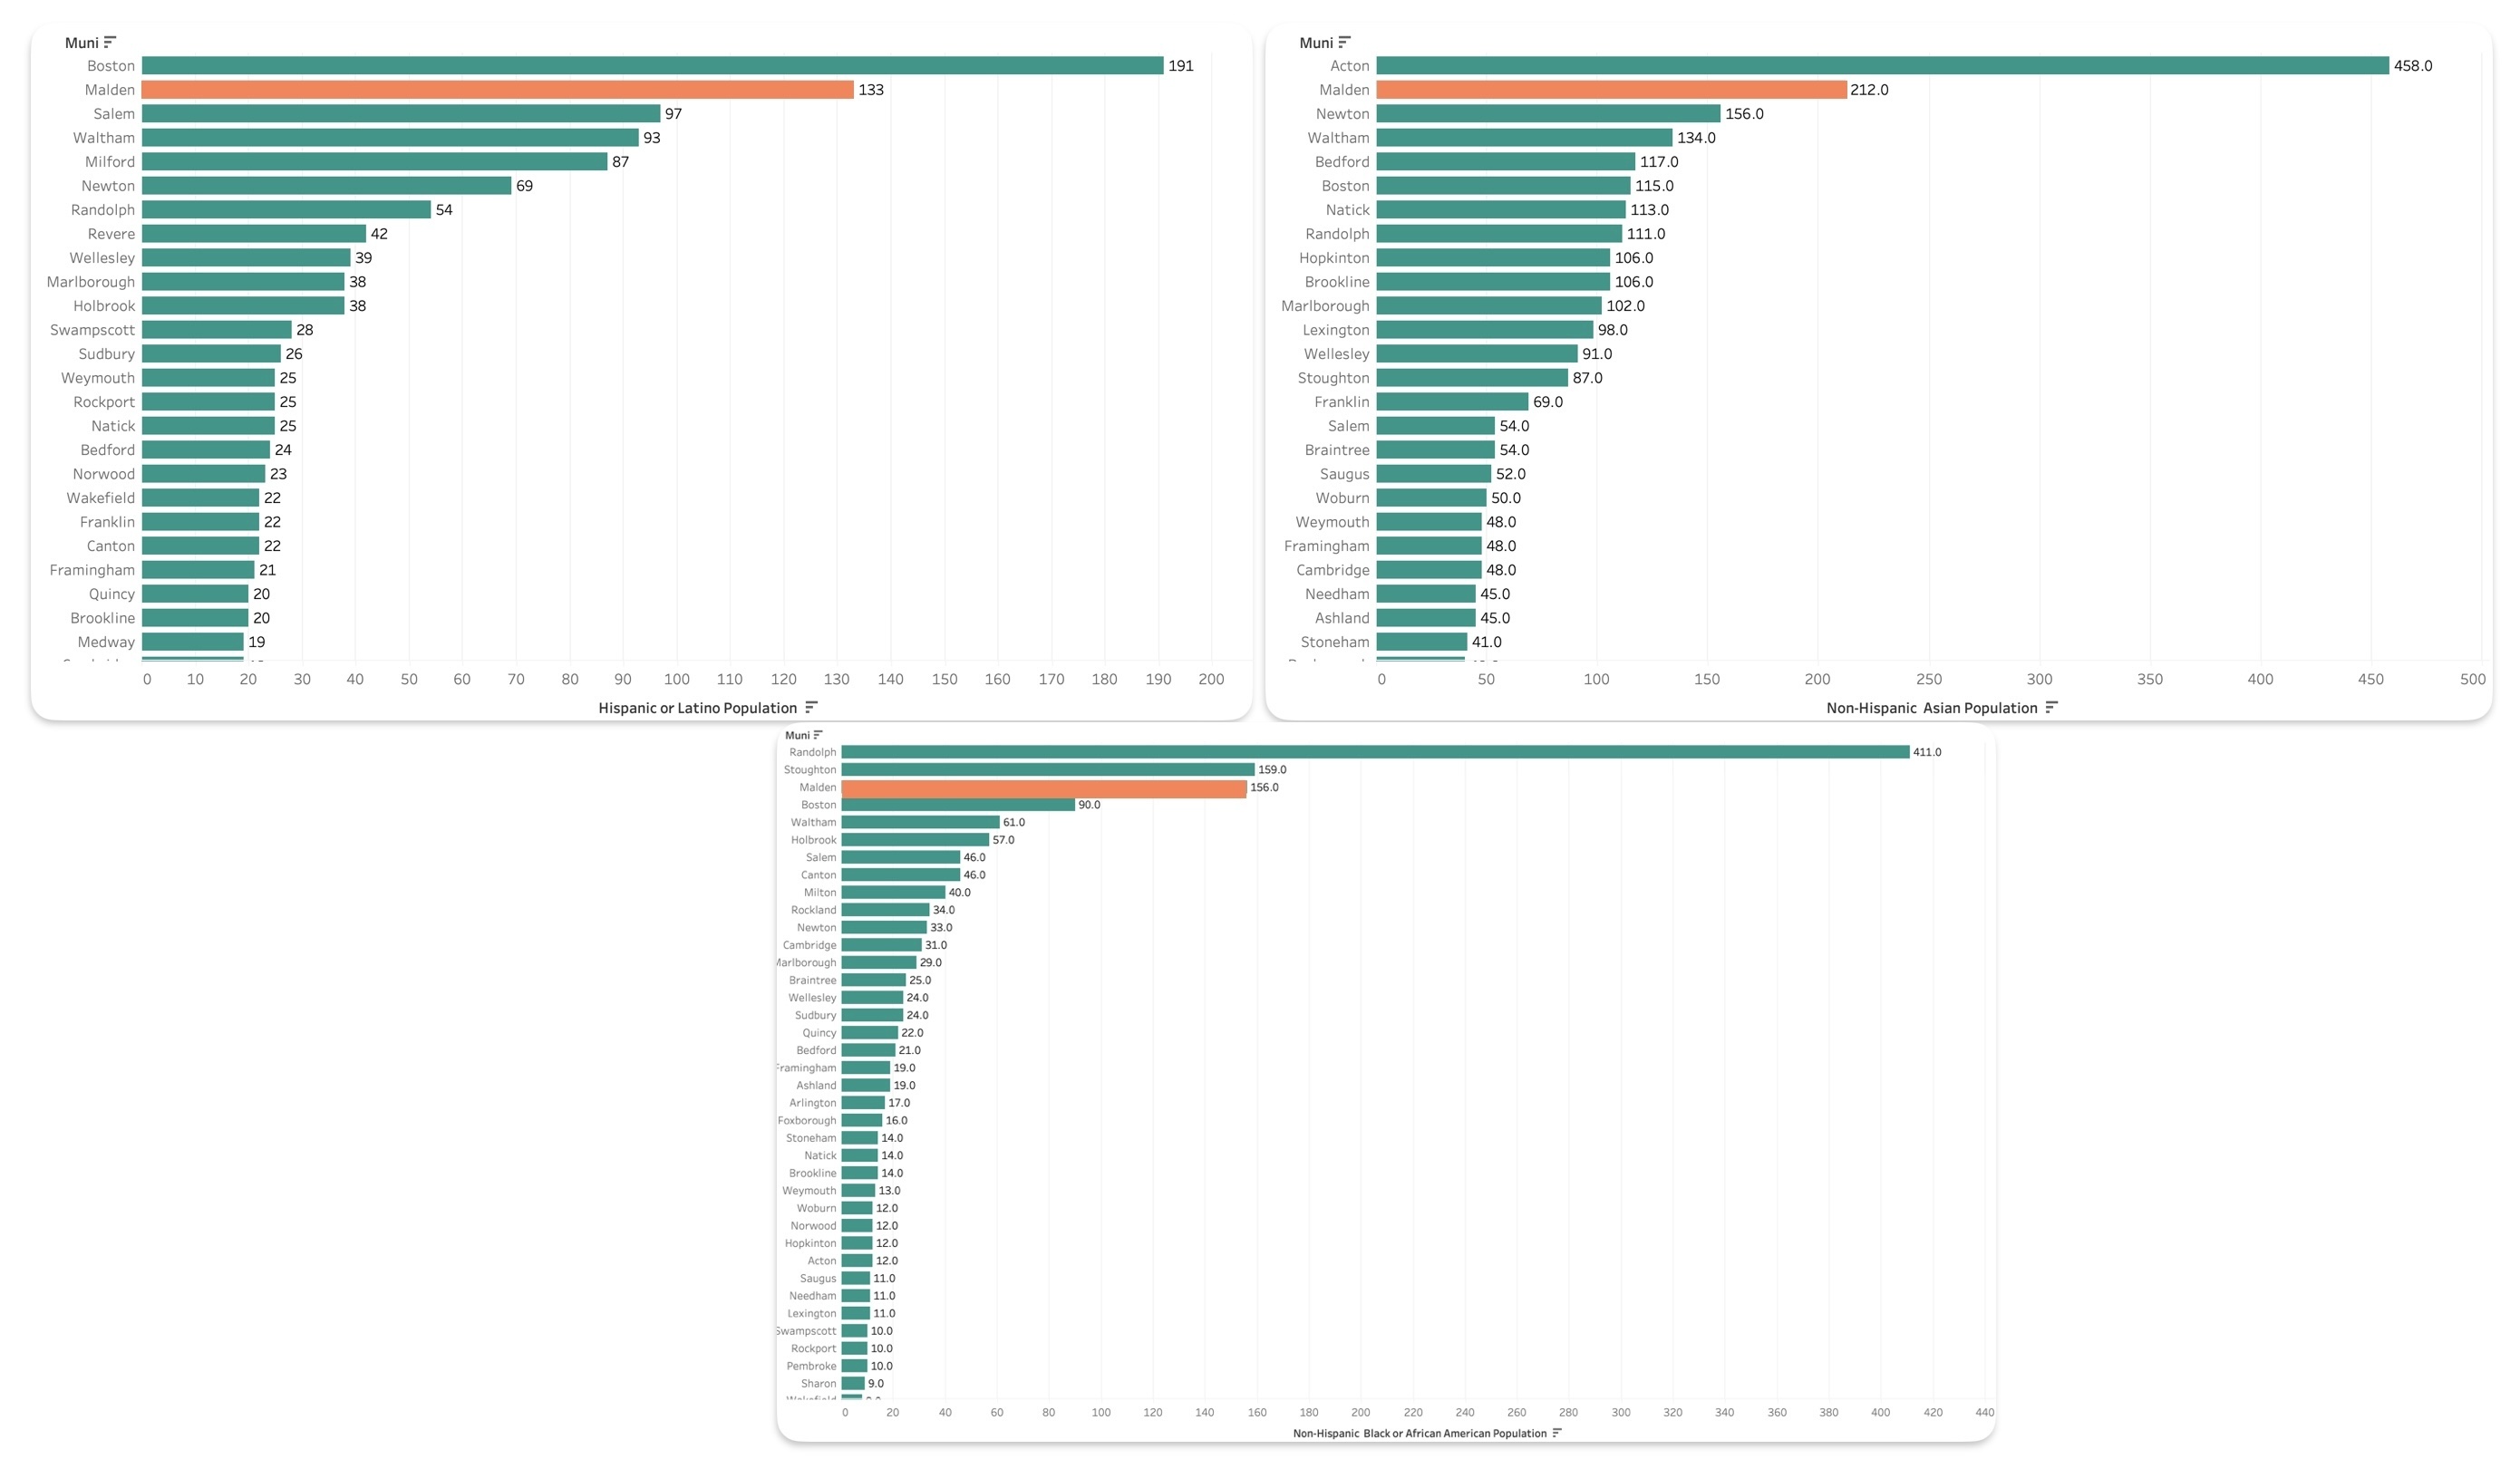 Muni
Boston 191
Malden 133
Salem 97
Waltham 93
Milford 87
Newton 69
Randolph 54
Revere 42
Wellesley 39
Marlborough 38
Holbrook 38
Swampscott 28
Sudbury 26
Weymouth 25
Rockport 25
Natick 25
Bedford 24
Norwood 23
Wakefield 22
Franklin 22
Canton 22
Framingham 21
Quincy 20
Brookline 20
Medway 19
0 10 20 30 40 50 60 70 80 90 100 110 120 130 140 150 160 170 180 190 200
Hispanic or Latino Population
Muni
Acton 458.0
Malden 212.0
Newton 156.0
Waltham 134.0
Bedford 117.0
Boston 115.0
Natick 113.0
Randolph 111.0
Hopkinton 106.0
Brookline 106.0
Marlborough 102.0
Lexington 98.0
Wellesley 91.0
Stoughton 87.0
Franklin 69.0
Salem 54.0
Braintree 54.0
Saugus 52.0
Woburn 50.0
Weymouth 48.0
Framingham 48.0
Cambridge 48.0
Needham 45.0
Ashland 45.0
Stoneham 41.0
0 50 100 150 200 250 300 350 400 450 500
Non-Hispanic Asian Population
Muni
Randolph 411.0
Stoughton 159.0
Malden 156.0
Boston 90.0
Waltham 61.0
Holbrook 57.0
Salem 46.0
Canton 46.0
Milton 40.0
Rockland 34.0
Newton 33.0
Cambridge 31.0
Marlborough 29.0
Braintree 25.0
Wellesley 24.0
Sudbury 24.0
Quincy 22.0
Bedford 21.0
Framingham 19.0
Ashland 19.0
Arlington 17.0
Foxborough 16.0
Stoneham 14.0
Natick 14.0
Brookline 14.0
Weymouth 13.0
Woburn 12.0
Norwood 12.0
Hopkinton 12.0
Acton 12.0
Saugus 11.0
Needham 11.0
Lexington 11.0
Swampscott 10.0
Rockport 10.0
Pembroke 10.0
Sharon 9.0
0 20 40 60 80 100 120 140 160 180 200 220 240 260 280 300 320 340 360 380 400 420 440
Non-Hispanic Black or African American Population